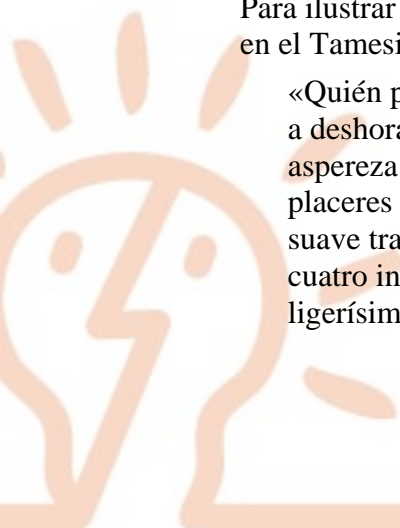 Para ilustrar
en el Tamesi
«Quién p
a deshora
aspereza
placeres
suave tra
cuatro in
ligerísim